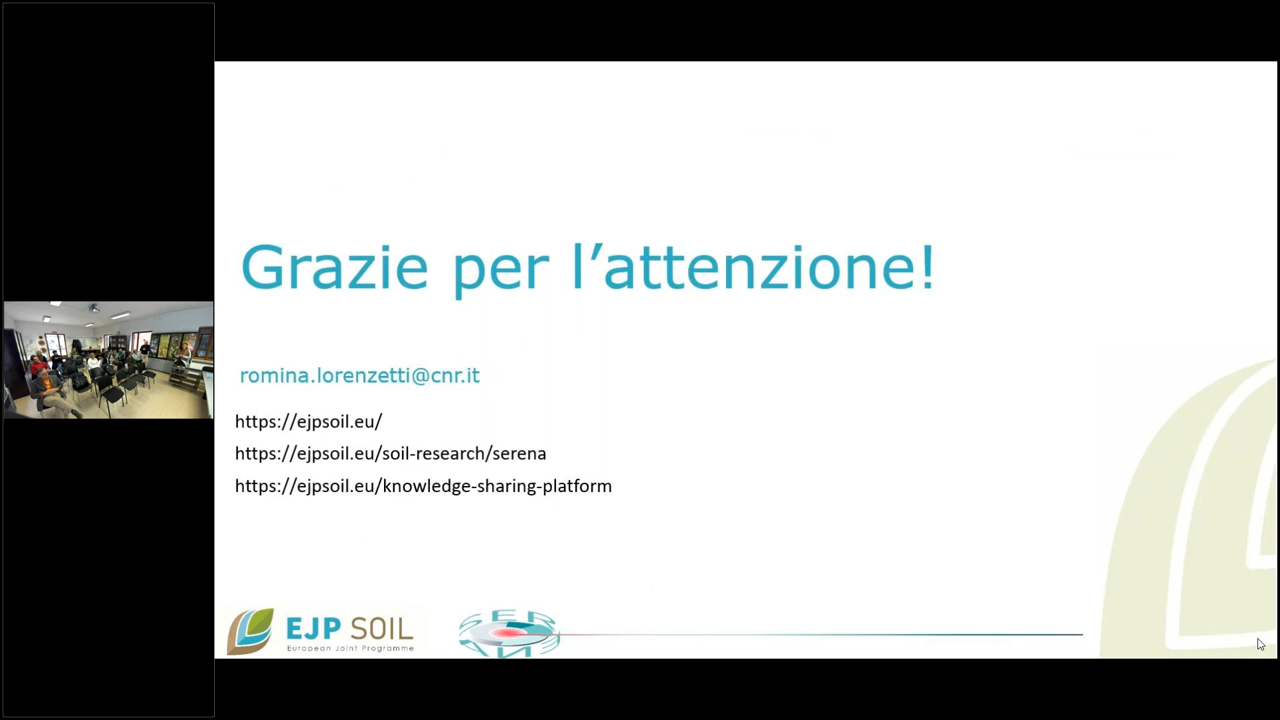 Grazie per l’attenzione!
romina.lorenzetti@cnr.it
https://ejpsoil.eu/
https://ejpsoil.eu/soil-research/serena
https://ejpsoil.eu/knowledge-sharing-platform
EJP SOIL
European Joint Programme
SERENA